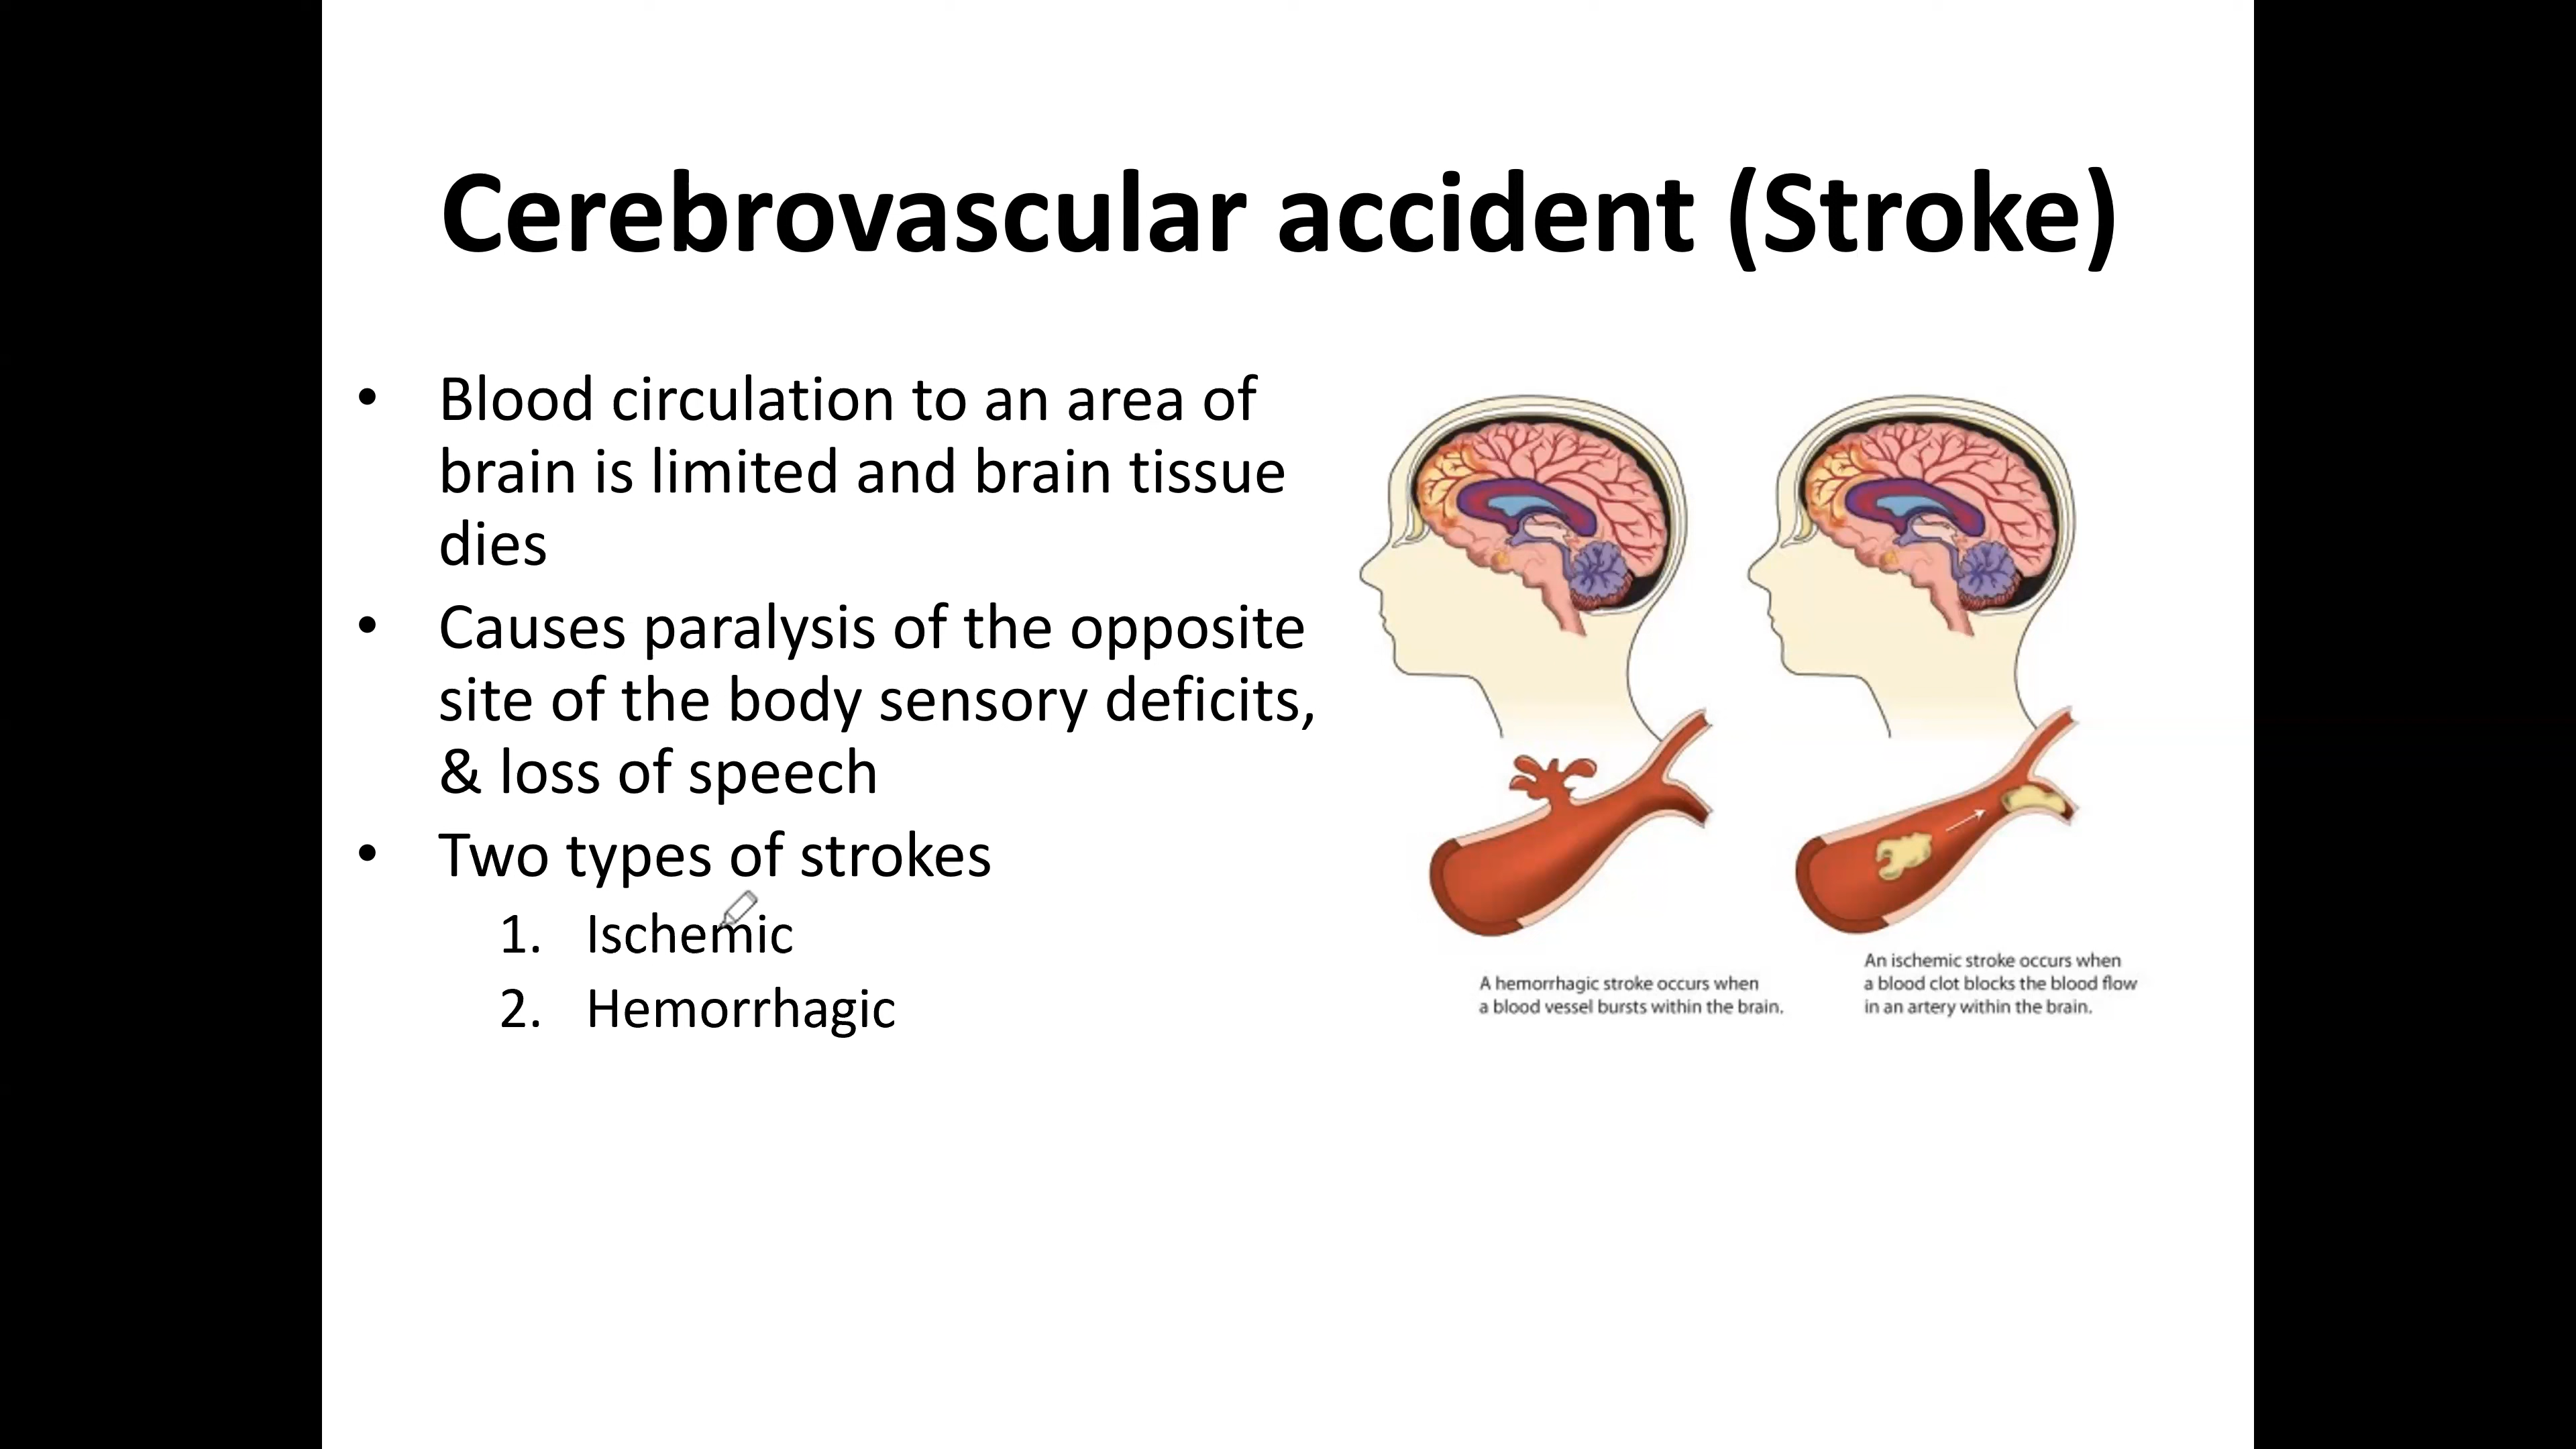 Cerebrovascular accident (Stroke)
• Blood circulation to an area of
brain is limited and brain tissue
dies
• Causes paralysis of the opposite
site of the body sensory deficits,
& loss of speech
• Two types of strokes
1. Ischemic
2. Hemorrhagic
A hemorrhagic stroke occurs when
a blood vessel bursts within the brain.
An ischemic stroke occurs when
a blood clot blocks the blood flow
in an artery within the brain.